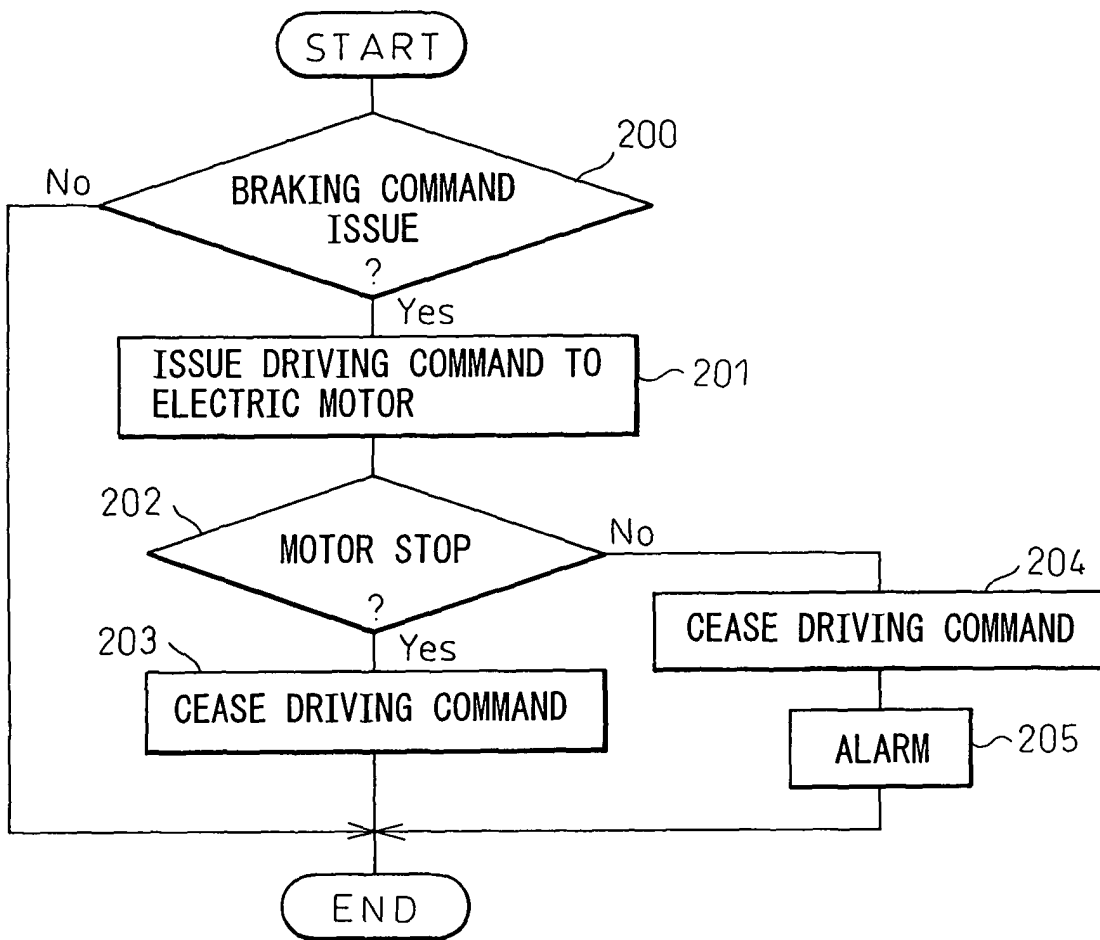 START
200
No
BRAKING COMMAND
ISSUE
?
Yes
ISSUE DRIVING COMMAND TO
ELECTRIC MOTOR
201
202
MOTOR STOP
?
No
204
203
Yes
CEASE DRIVING COMMAND
CEASE DRIVING COMMAND
ALARM
205
END